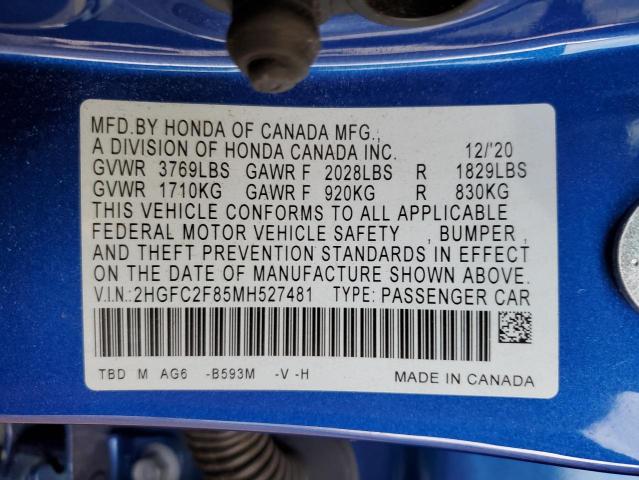 MFD.BY HONDA OF CANADA MFG.,
A DIVISION OF HONDA CANADA INC. 12/'20
GVWR 3769LBS GAWR F 2028LBS R 1829LBS
GVWR 1710KG GAWR F 920KG R 830KG
THIS VEHICLE CONFORMS TO ALL APPLICABLE
FEDERAL MOTOR VEHICLE SAFETY , BUMPER ,
AND THEFT PREVENTION STANDARDS IN EFFECT
ON THE DATE OF MANUFACTURE SHOWN ABOVE.
V.I.N.: 2HGFC2F85MH527481 TYPE: PASSENGER CAR
TBD M AG6 -B593M -V -H MADE IN CANADA